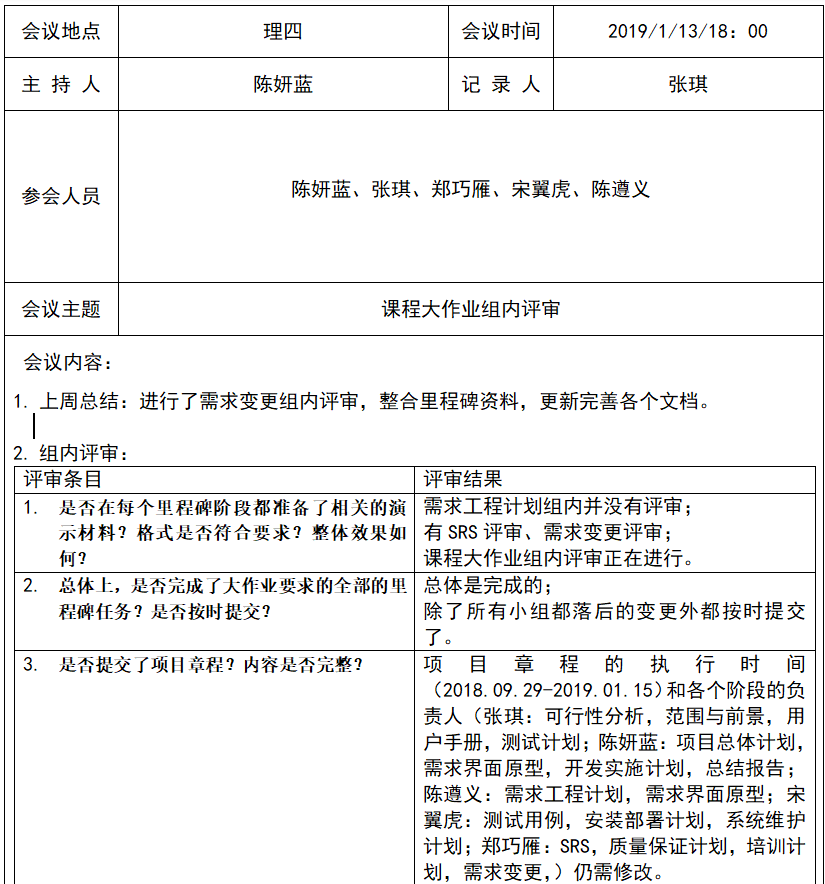 会议地点 理四 会议时间 2019/1/13/18：00
主 持 人 陈妍蓝 记 录 人 张琪
参会人员 陈妍蓝、张琪、郑巧雁、宋翼虎、陈遵义
会议主题 课程大作业组内评审
会议内容：
1. 上周总结：进行了需求变更组内评审，整合里程碑资料，更新完善各个文档。
2. 组内评审：
评审条目 评审结果
1. 是否在每个里程碑阶段都准备了相关的演
示材料？格式是否符合要求？整体效果如
何？
需求工程计划组内并没有评审；
有 SRS 评审、需求变更评审；
课程大作业组内评审正在进行。
2. 总体上，是否完成了大作业要求的全部的里
程碑任务？是否按时提交？
总体是完成的；
除了所有小组都落后的变更外都按时提交
了。
3. 是否提交了项目章程？内容是否完整？
项目章程的执行时间
（2018.09.29-2019.01.15）和各个阶段的负
责人（张琪：可行性分析，范围与前景，用
户手册，测试计划；陈妍蓝：项目总体计划，
需求界面原型，开发实施计划，总结报告；
陈遵义：需求工程计划，需求界面原型；宋
翼虎：测试用例，安装部署计划，系统维护
计划；郑巧雁：SRS，质量保证计划，培训计
划，需求变更，）仍需修改。